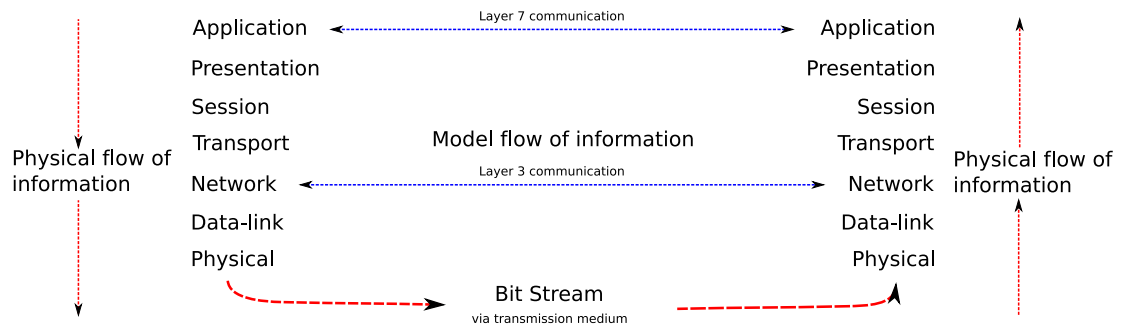 Layer 7 communication
Application
Application
Presentation
Presentation
Session
Session
Transport
Model flow of information
Transport
Physical flow of
information
Physical flow of
information
Layer 3 communication
Network
Network
Data-link
Data-link
Physical
Physical
Bit Stream
via transmission medium